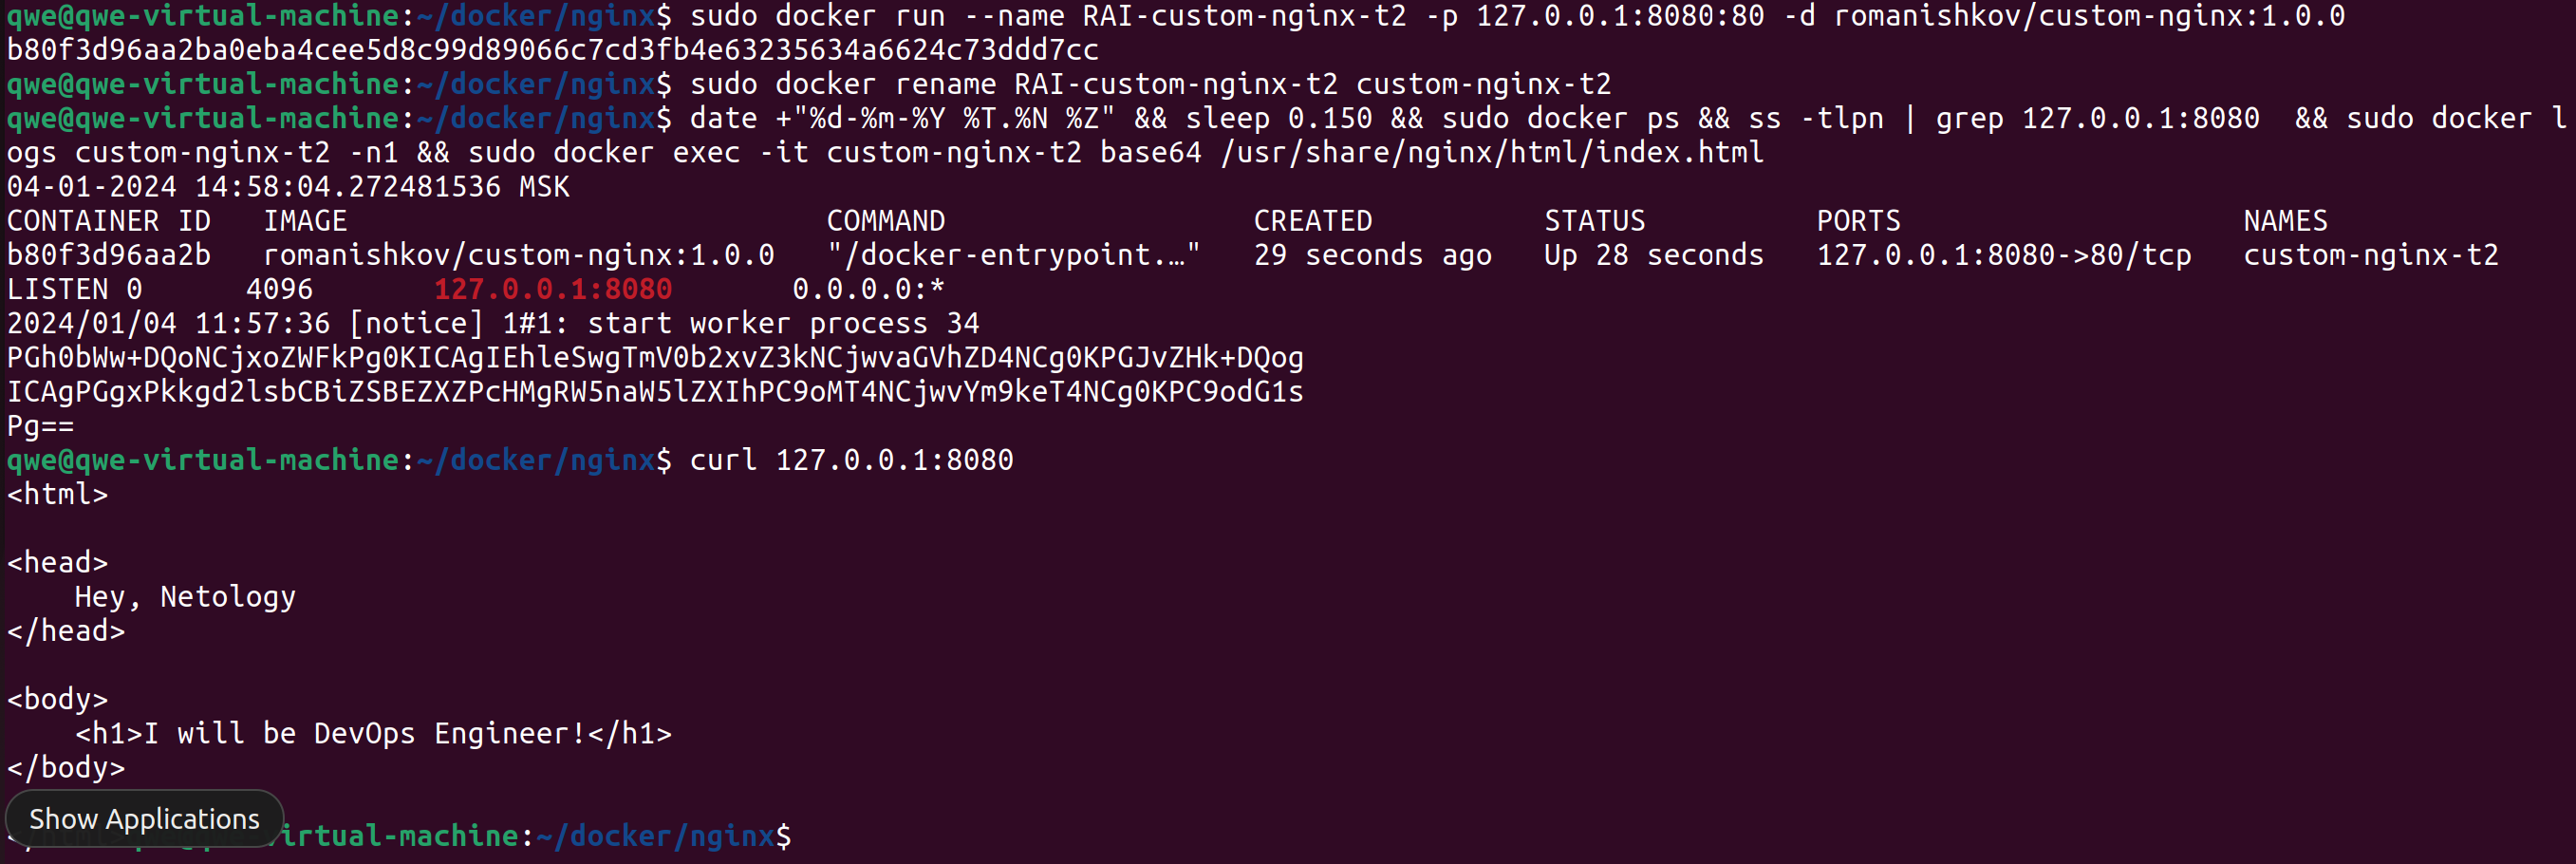 qwe@qwe-virtual-machine:~/docker/nginx$ sudo docker run --name RAI-custom-nginx-t2 -p 127.0.0.1:8080:80 -d romanishkov/custom-nginx:1.0.0
b80f3d96aa2ba0eba4cee5d8c99d89066c7cd3fb4e63235634a6624c73ddd7cc
qwe@qwe-virtual-machine:~/docker/nginx$ sudo docker rename RAI-custom-nginx-t2 custom-nginx-t2
qwe@qwe-virtual-machine:~/docker/nginx$ date +"%d-%m-%Y %T.%N %Z" && sleep 0.150 && sudo docker ps && ss -tlpn | grep 127.0.0.1:8080  && sudo docker l
ogs custom-nginx-t2 -n1 && sudo docker exec -it custom-nginx-t2 base64 /usr/share/nginx/html/index.html
04-01-2024 14:58:04.272481536 MSK
CONTAINER ID   IMAGE                            COMMAND                  CREATED          STATUS          PORTS                    NAMES
b80f3d96aa2b   romanishkov/custom-nginx:1.0.0   "/docker-entrypoint.…"   29 seconds ago   Up 28 seconds   127.0.0.1:8080->80/tcp   custom-nginx-t2
LISTEN 0      4096       127.0.0.1:8080       0.0.0.0:*
2024/01/04 11:57:36 [notice] 1#1: start worker process 34
PGh0bWw+DQoNCjxoZWFkPg0KICAgIEhleSwgTmV0b2xvZ3kNCjwvaGVhZD4NCg0KPGJvZHk+DQog
ICAgPGgxPkkgd2lsbCBiZSBEZXZPcHMgRW5naW5lZXIhPC9oMT4NCjwvYm9keT4NCg0KPC9odG1s
Pg==
qwe@qwe-virtual-machine:~/docker/nginx$ curl 127.0.0.1:8080
<html>
<head>
    Hey, Netology
</head>
<body>
    <h1>I will be DevOps Engineer!</h1>
</body>
Show Applications
irtual-machine:~/docker/nginx$